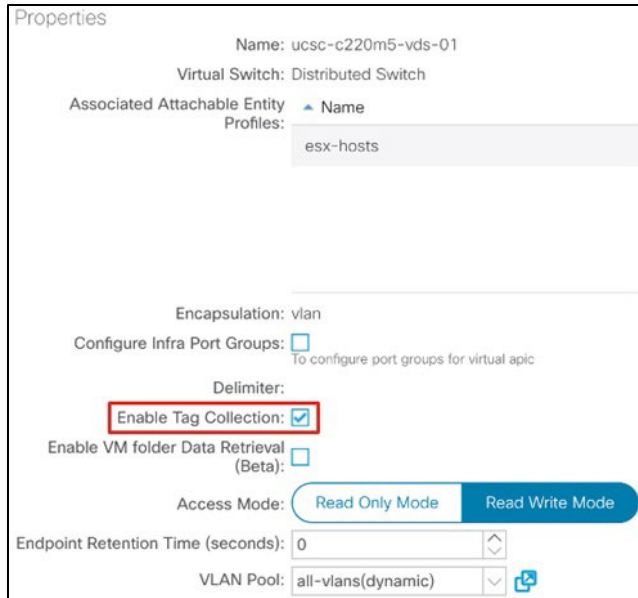 Properties
Name: ucsc-c220m5-vds-01
Virtual Switch: Distributed Switch
Associated Attachable Entity Profiles:
Name
esx-hosts
Encapsulation: vlan
Configure Infra Port Groups:
To configure port groups for virtual apic
Delimiter:
Enable Tag Collection:
Enable VM folder Data Retrieval
(Beta):
Access Mode: Read Only Mode Read Write Mode
Endpoint Retention Time (seconds): 0
VLAN Pool: all-vlans(dynamic)